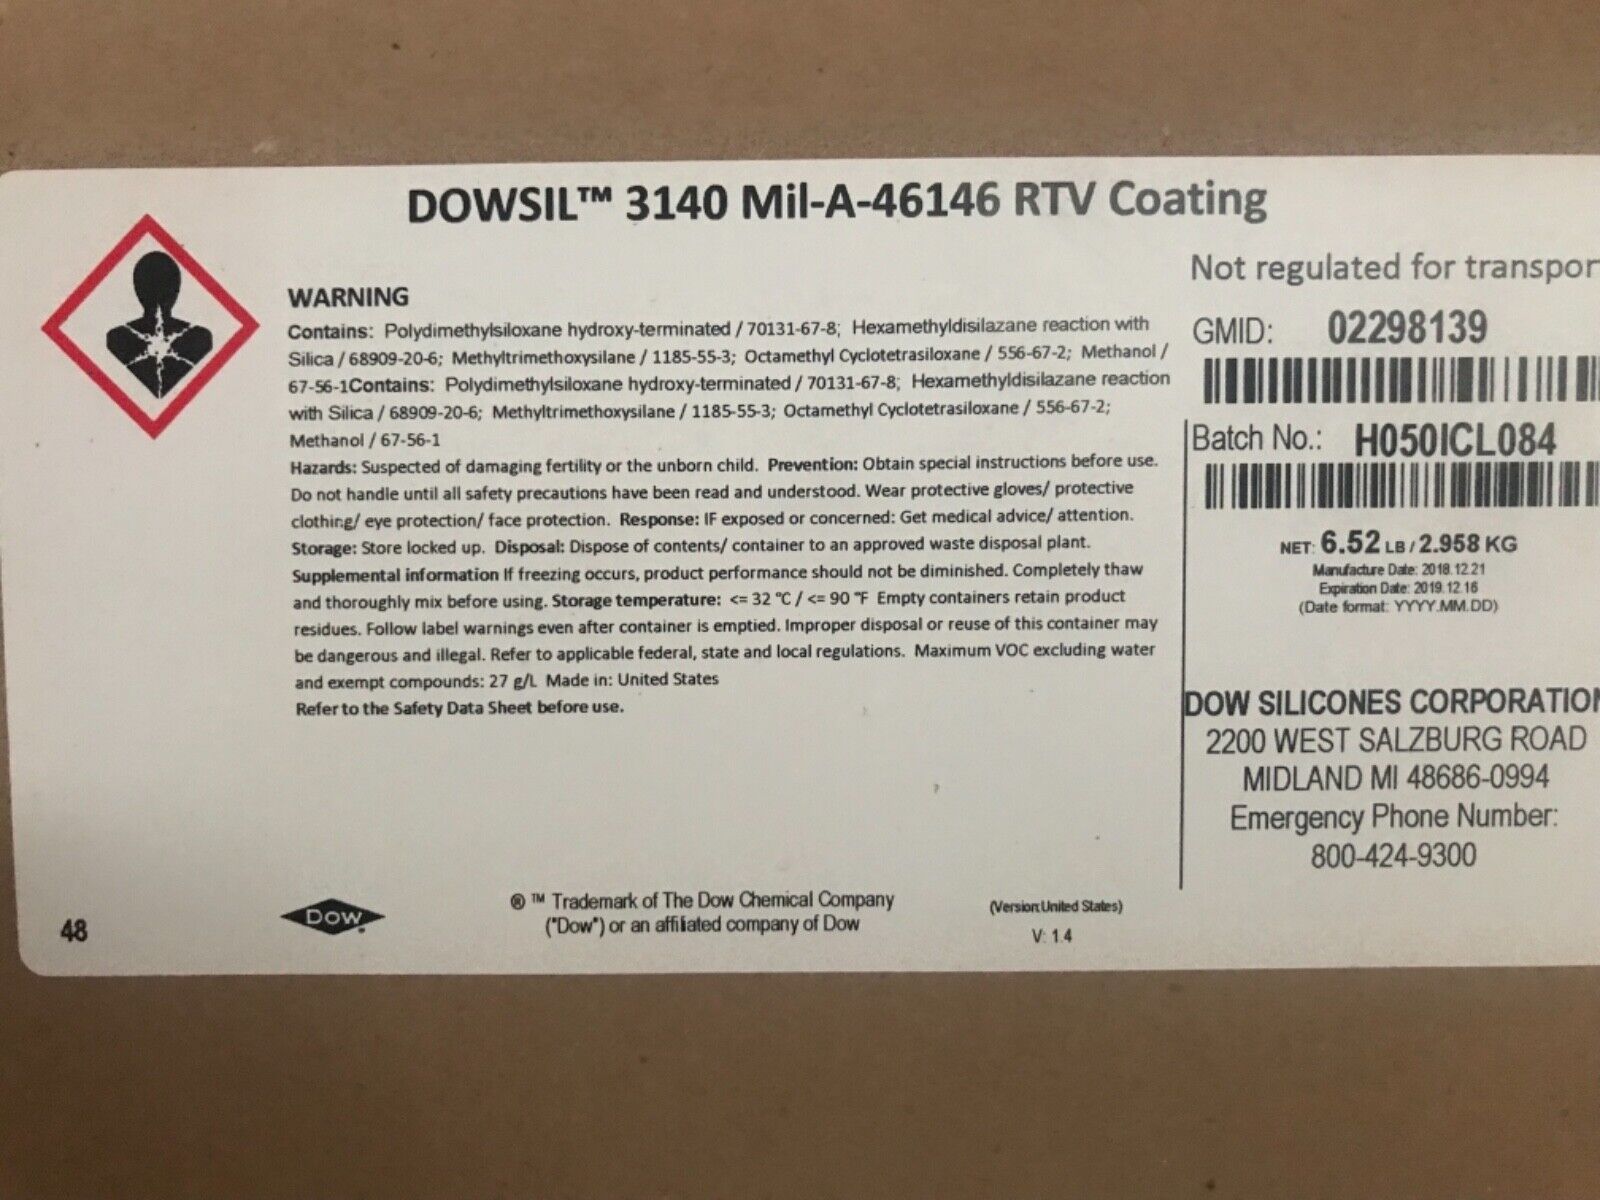 DOWSIL™ 3140 Mil-A-46146 RTV Coating
WARNING
Contains: Polydimethylsiloxane hydroxy-terminated / 70131-67-8; Hexamethyldisilazane reaction with
Silica / 68909-20-6; Methyltrimethoxysilane / 1185-55-3; Octamethyl Cyclotetrasiloxane / 556-67-2; Methanol /
67-56-1Contains: Polydimethylsiloxane hydroxy-terminated / 70131-67-8; Hexamethyldisilazane reaction
with Silica / 68909-20-6; Methyltrimethoxysilane / 1185-55-3; Octamethyl Cyclotetrasiloxane / 556-67-2;
Methanol / 67-56-1
Hazards: Suspected of damaging fertility or the unborn child. Prevention: Obtain special instructions before use.
Do not handle until all safety precautions have been read and understood. Wear protective gloves/ protective
clothing/ eye protection/ face protection. Response: IF exposed or concerned: Get medical advice/ attention.
Storage: Store locked up. Disposal: Dispose of contents/ container to an approved waste disposal plant.
Supplemental information If freezing occurs, product performance should not be diminished. Completely thaw
and thoroughly mix before using. Storage temperature: <= 32 °C / <= 90 °F Empty containers retain product
residues. Follow label warnings even after container is emptied. Improper disposal or reuse of this container may
be dangerous and illegal. Refer to applicable federal, state and local regulations. Maximum VOC excluding water
and exempt compounds: 27 g/L Made in: United States
Refer to the Safety Data Sheet before use.
Not regulated for transpor
GMID: 02298139
Batch No.: H050ICL084
NET: 6.52 LB / 2.958 KG
Manufacture Date: 2018.12.21
Expiration Date: 2019.12.16
(Date format: YYYY.MM.DD)
DOW SILICONES CORPORATION
2200 WEST SALZBURG ROAD
MIDLAND MI 48686-0994
Emergency Phone Number:
800-424-9300
48
DOW
® ™ Trademark of The Dow Chemical Company
("Dow") or an affiliated company of Dow
(Version:United States)
V: 1.4